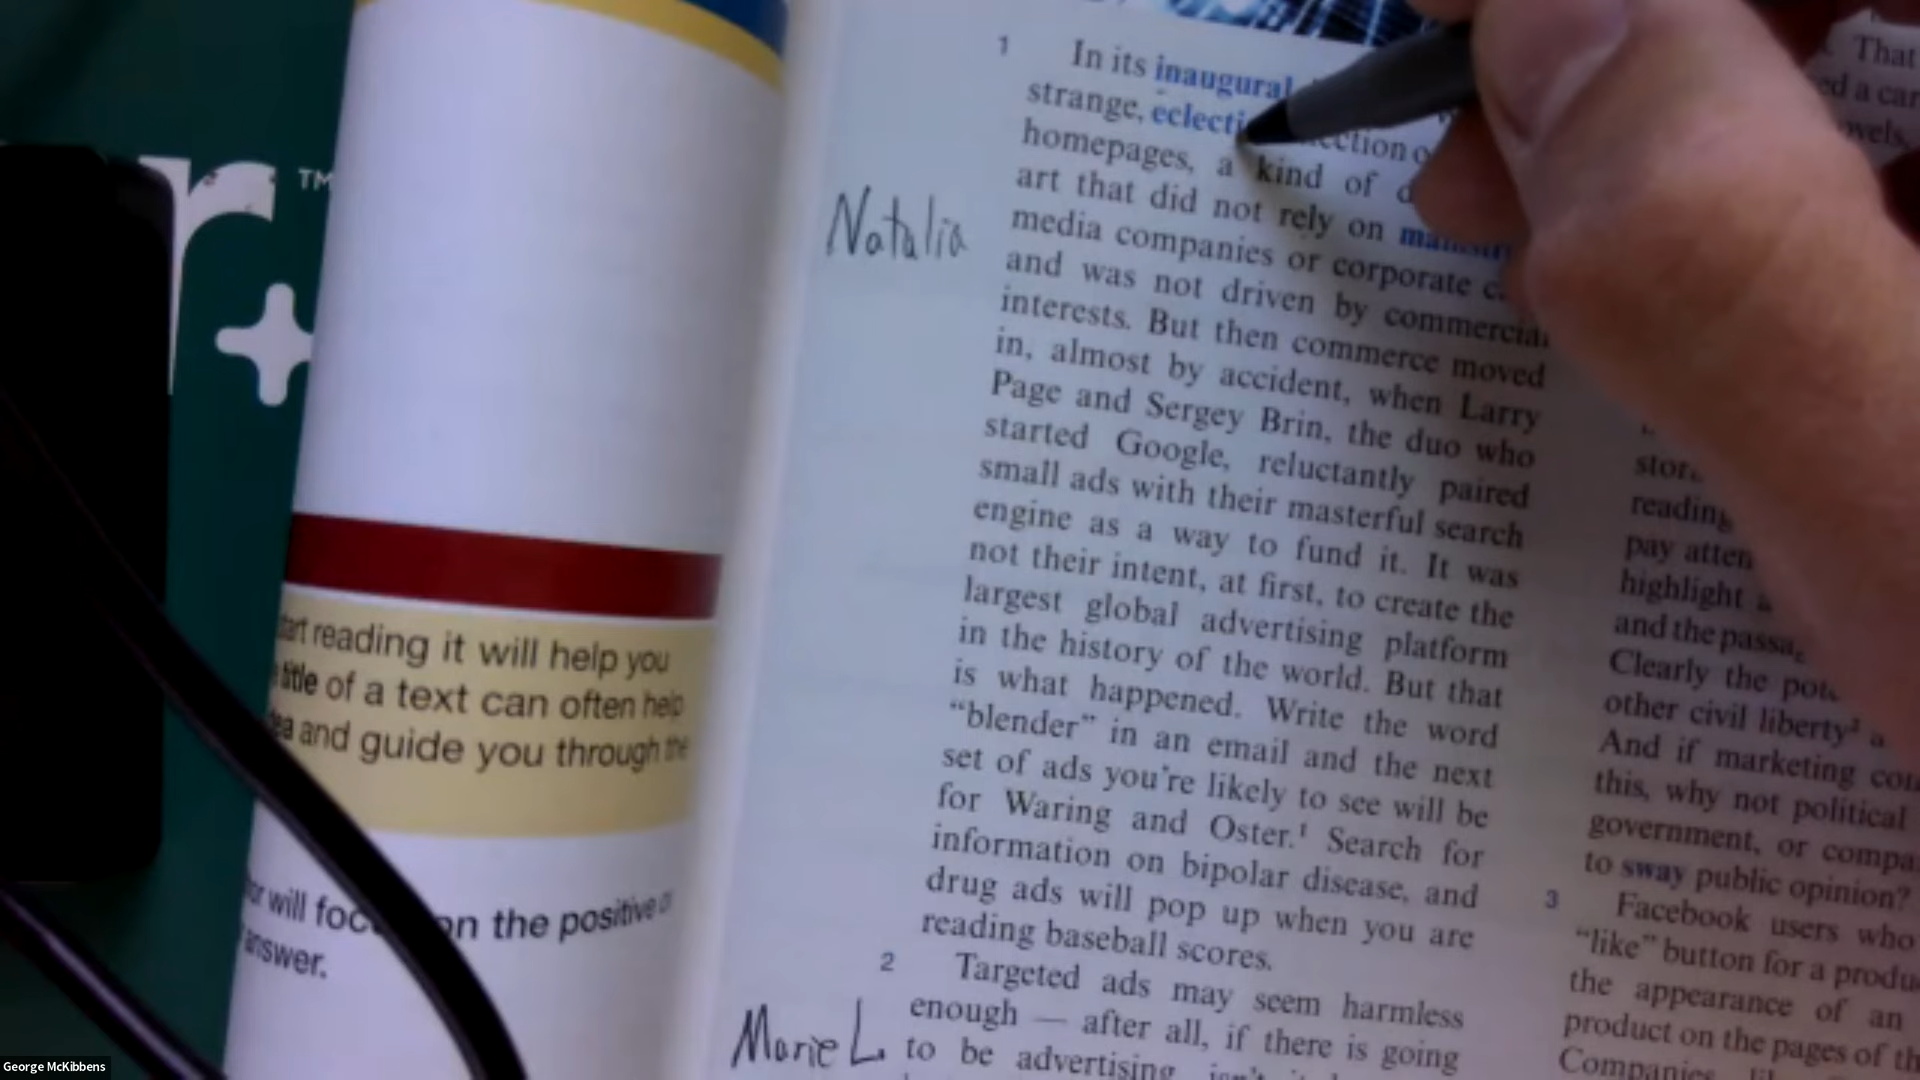 r™
+
start reading it will help you
title of a text can often help
and guide you through the
will focus on the positive
answer.
Natalia
Marie L.
1 In its inaugural
strange, eclectic
homepages, a kind of
art that did not rely on
media companies or corporate
and was not driven by commercial
interests. But then commerce moved
in, almost by accident, when Larry
Page and Sergey Brin, the duo who
started Google, reluctantly paired
small ads with their masterful search
engine as a way to fund it. It was
not their intent, at first, to create the
largest global advertising platform
in the history of the world. But that
is what happened. Write the word
“blender” in an email and the next
set of ads you’re likely to see will be
for Waring and Oster.¹ Search for
information on bipolar disease, and
drug ads will pop up when you are
reading baseball scores.
2 Targeted ads may seem harmless
enough — after all, if there is going
to be advertising,
That
ed a car
reading
pay atten
highlight
and the passa
Clearly the
other civil liberty²
And if marketing
this, why not political
government, or compa
to sway public opinion?
3 Facebook users who
“like” button for a produ
the appearance of an
product on the pages of th
Companies
George McKibbens